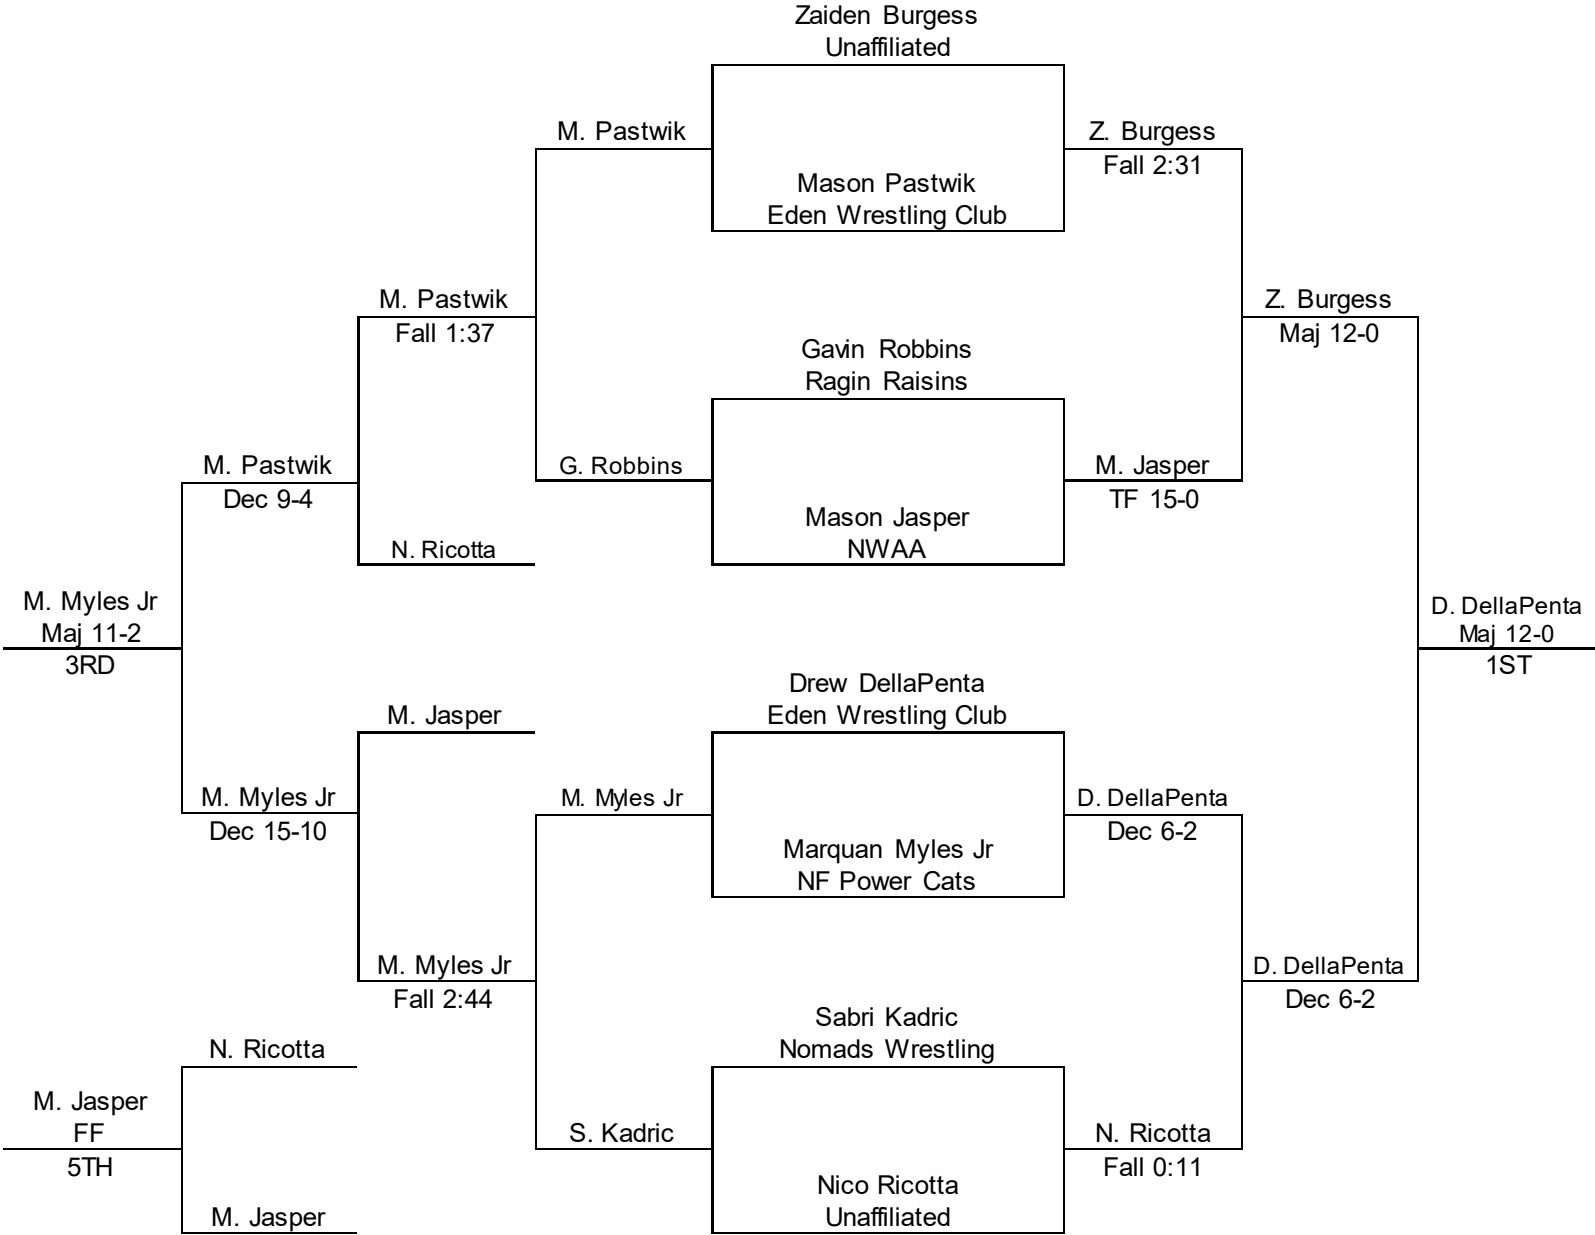 Zaiden Burgess
Unaffiliated
M. Pastwik
Z. Burgess
Fall 2:31
Mason Pastwik
Eden Wrestling Club
M. Pastwik
Fall 1:37
Z. Burgess
Maj 12-0
Gavin Robbins
Ragin Raisins
M. Pastwik
Dec 9-4
G. Robbins
M. Jasper
TF 15-0
Mason Jasper
NWAA
N. Ricotta
M. Myles Jr
Maj 11-2
3RD
D. DellaPenta
Maj 12-0
1ST
Drew DellaPenta
Eden Wrestling Club
M. Jasper
M. Myles Jr
Dec 15-10
M. Myles Jr
D. DellaPenta
Dec 6-2
Marquan Myles Jr
NF Power Cats
M. Myles Jr
Fall 2:44
D. DellaPenta
Dec 6-2
Sabri Kadric
Nomads Wrestling
N. Ricotta
M. Jasper
FF
5TH
S. Kadric
N. Ricotta
Fall 0:11
Nico Ricotta
Unaffiliated
M. Jasper